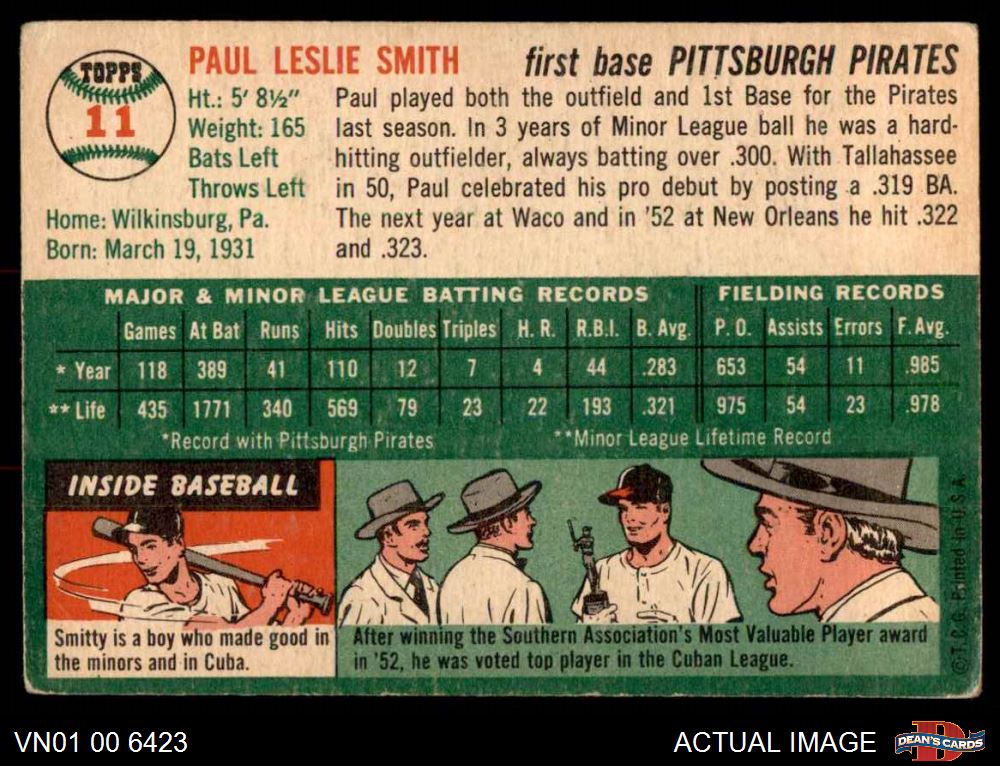 TOPPS
11
PAUL LESLIE SMITH
first base PITTSBURGH PIRATES
Ht.: 5' 8½"
Weight: 165
Bats Left
Throws Left
Home: Wilkinsburg, Pa.
Born: March 19, 1931
Paul played both the outfield and 1st Base for the Pirates
last season. In 3 years of Minor League ball he was a hard-
hitting outfielder, always batting over .300. With Tallahassee
in 50, Paul celebrated his pro debut by posting a .319 BA.
The next year at Waco and in '52 at New Orleans he hit .322
and .323.
MAJOR & MINOR LEAGUE BATTING RECORDS FIELDING RECORDS
Games At Bat Runs Hits Doubles Triples H. R. R.B.I. B. Avg. P. O. Assists Errors F. Avg.
* Year 118 389 41 110 12 7 4 44 .283 653 54 11 .985
** Life 435 1771 340 569 79 23 22 193 .321 975 54 23 .978
*Record with Pittsburgh Pirates **Minor League Lifetime Record
INSIDE BASEBALL
Smitty is a boy who made good in
the minors and in Cuba.
After winning the Southern Association's Most Valuable Player award
in '52, he was voted top player in the Cuban League.
© T. C. G. Printed in U. S. A.
VN01 00 6423
ACTUAL IMAGE
DEAN'S CARDS